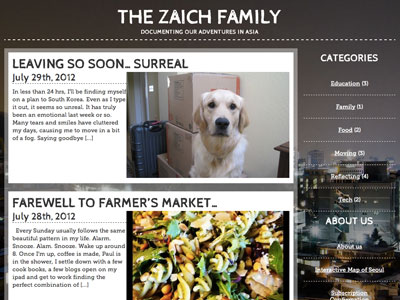 THE ZAICH FAMILY
DOCUMENTING OUR ADVENTURES IN ASIA
LEAVING SO SOON... SURREAL
July 29th, 2012
In less than 24 hrs, I'll be finding myself
on a plan to South Korea. Even as I type
it out, it seems unreal. It has truly
been an emotional last week or so.
Many tears and smiles have cluttered
my days, causing me to move in a bit
of a fog. Saying goodbye [...]
FAREWELL TO FARMER'S MARKET...
July 28th, 2012
Every Sunday usually follows the same
beautiful pattern in my life. Alarm.
Snooze. Alarm. Snooze. Wake up around
8. Once I'm up, coffee is made, Paul is
in the shower, I settle down with a few
cook books, a few blogs open on my
ipad and get to work finding the
perfect combination of [...]
CATEGORIES
Education (3)
Family (1)
Food (2)
Moving (3)
Reflecting (4)
Tech (2)
ABOUT US
About us
Interactive Map of Seoul
Subscription
Confirmation